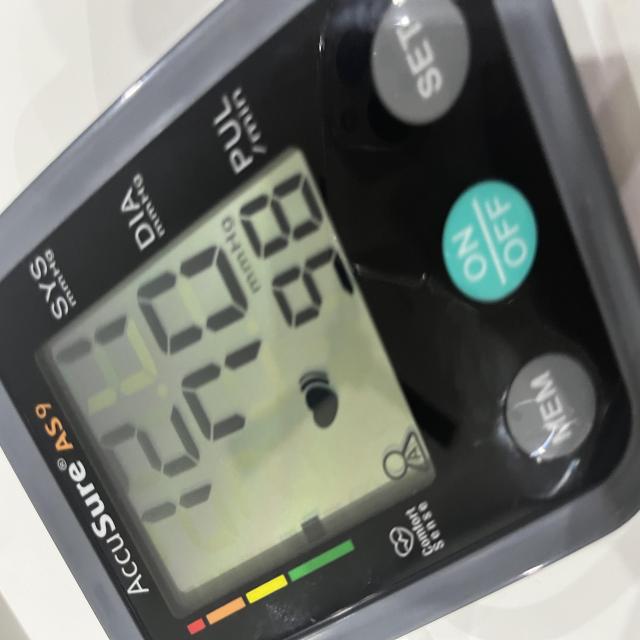 AccuSure® AS9
SYS
mmHg
DIA
mmHg
PUL
/min
mmHg
Comfort
Sense
MEM
ON
OFF
SET